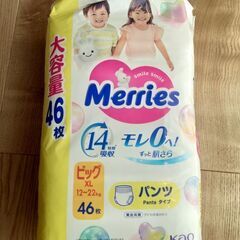 大容量
46枚
smile smile
Merries
14時間吸収
モレ0へ!
ずっと肌さら
ビッグ
XL
12~22kg
46枚
パンツ
Pants タイプ
Kao